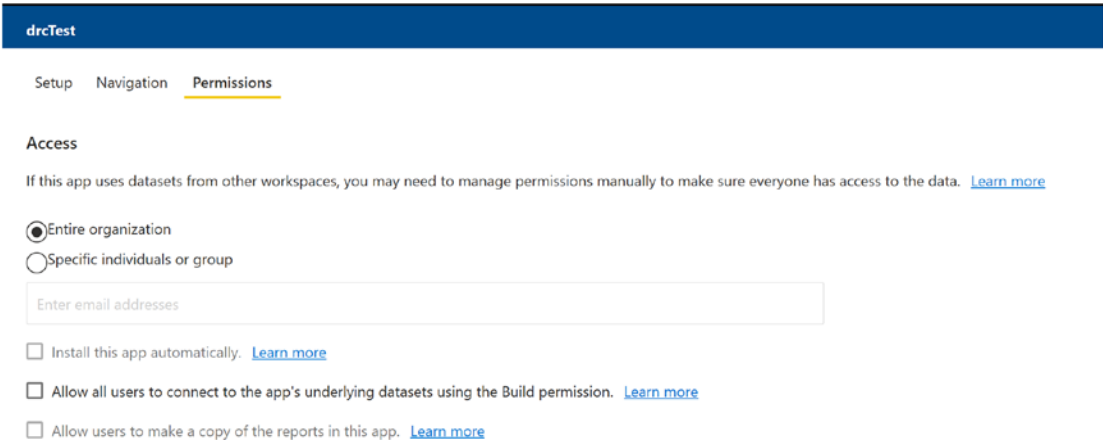 drcTest
Setup Navigation Permissions
Access
If this app uses datasets from other workspaces, you may need to manage permissions manually to make sure everyone has access to the data. Learn more
Entire organization
Specific individuals or group
Enter email addresses
Install this app automatically. Learn more
Allow all users to connect to the app's underlying datasets using the Build permission. Learn more
Allow users to make a copy of the reports in this app. Learn more